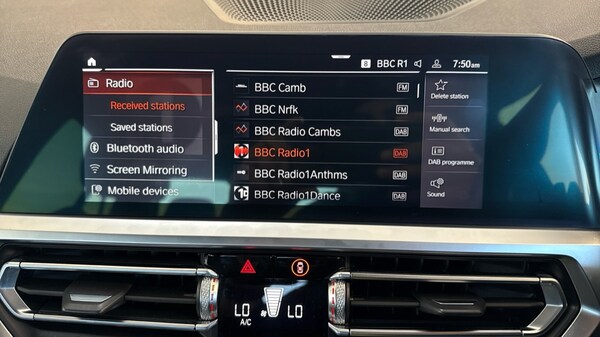 8 BBC R1 7:50am
Radio
Received stations
Saved stations
Bluetooth audio
Screen Mirroring
Mobile devices
BBC Camb FM
BBC Nrfk FM
BBC Radio Cambs DAB
BBC Radio1 DAB
BBC Radio1Anthms DAB
BBC Radio1Dance DAB
Delete station
Manual search
DAB programme
Sound
LO LO
A/C